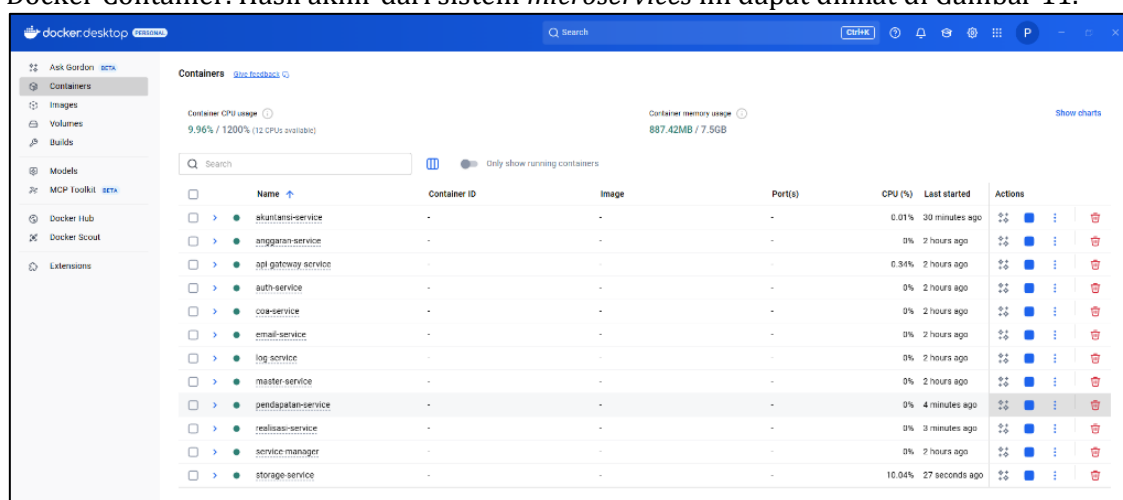 Docker Container. Hasil akhir dari sistem microservices ini dapat dilihat di Gambar 11.
docker.desktop PERSONAL Search Ctrl+K P
Ask Gordon BETA
Containers
Images
Volumes
Builds
Models
MCP Toolkit BETA
Docker Hub
Docker Scout
Extensions
Containers Give feedback
Container CPU usage Container memory usage Show charts
9.96% / 1200% (12 CPUs available) 887.42MB / 7.5GB
Search Only show running containers
Name Container ID Image Port(s) CPU (%) Last started Actions
akuntansi-service - - - 0.01% 30 minutes ago
anggaran-service - - - 0% 2 hours ago
api-gateway-service - - - 0.34% 2 hours ago
auth-service - - - 0% 2 hours ago
coa-service - - - 0% 2 hours ago
email-service - - - 0% 2 hours ago
log-service - - - 0% 2 hours ago
master-service - - - 0% 2 hours ago
pendapatan-service - - - 0% 4 minutes ago
realisasi-service - - - 0% 3 minutes ago
service-manager - - - 0% 2 hours ago
storage-service - - - 10.04% 27 seconds ago